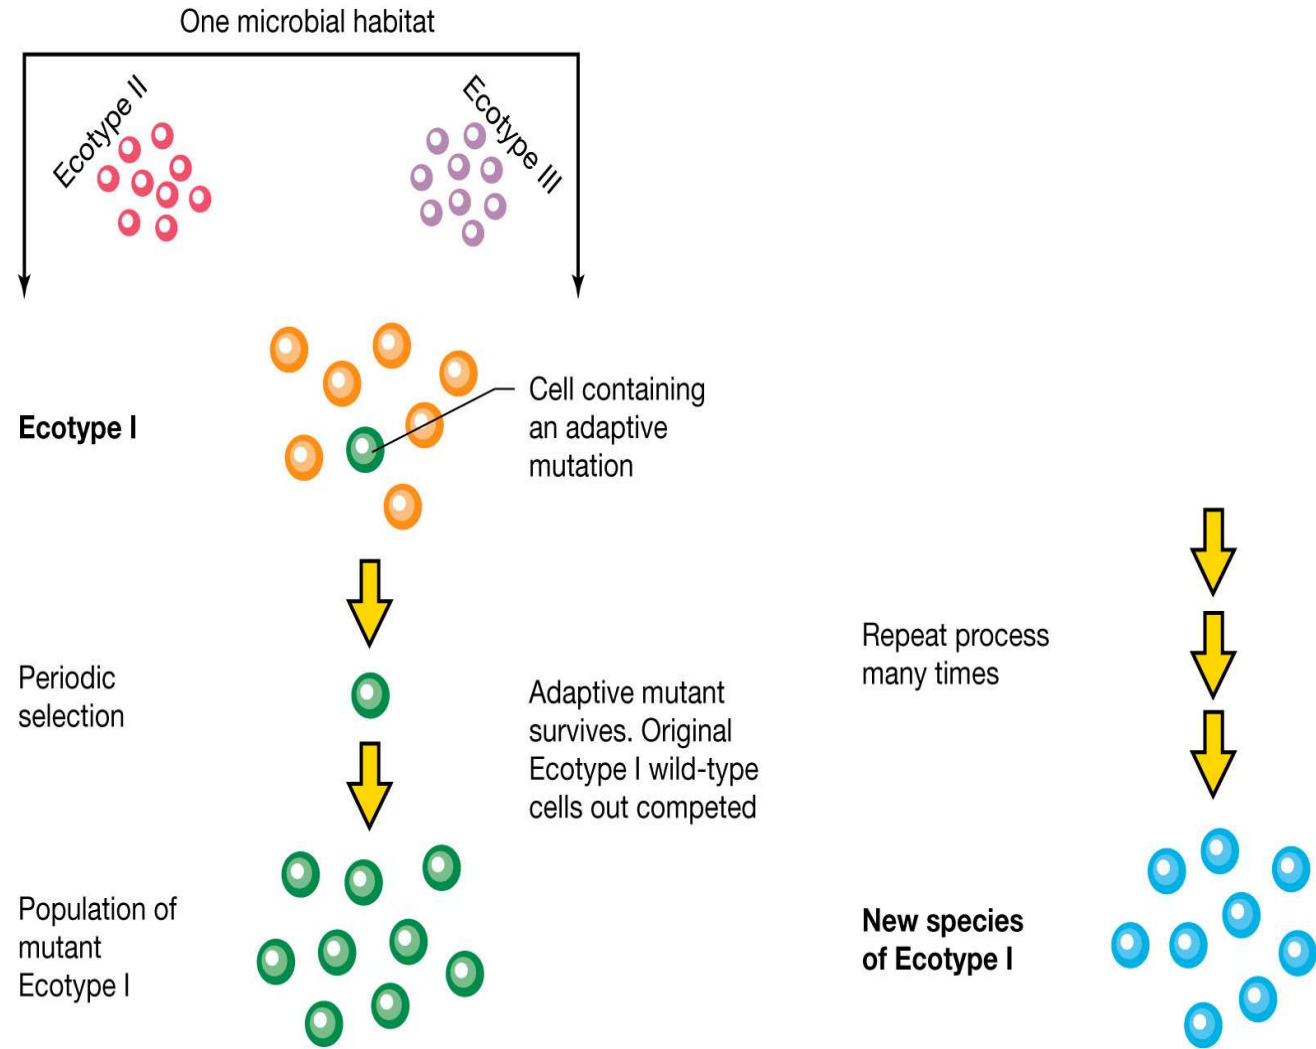 One microbial habitat
Ecotype II
Ecotype III
Ecotype I
Cell containing
an adaptive
mutation
Periodic
selection
Adaptive mutant
survives. Original
Ecotype I wild-type
cells out competed
Population of
mutant
Ecotype I
Repeat process
many times
New species
of Ecotype I